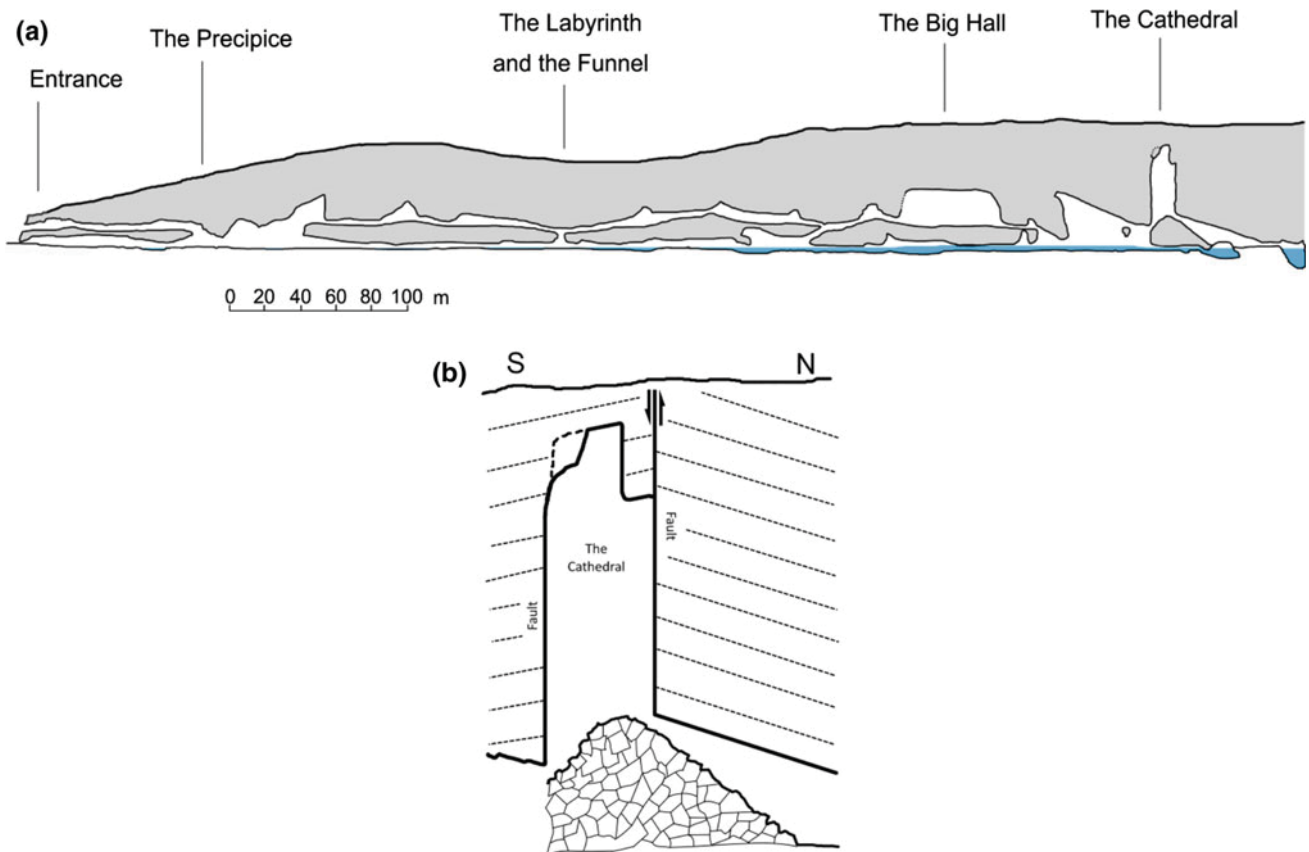 (a)
Entrance
The Precipice
The Labyrinth
and the Funnel
The Big Hall
The Cathedral
0 20 40 60 80 100 m
(b)
S
N
The
Cathedral
Fault
Fault